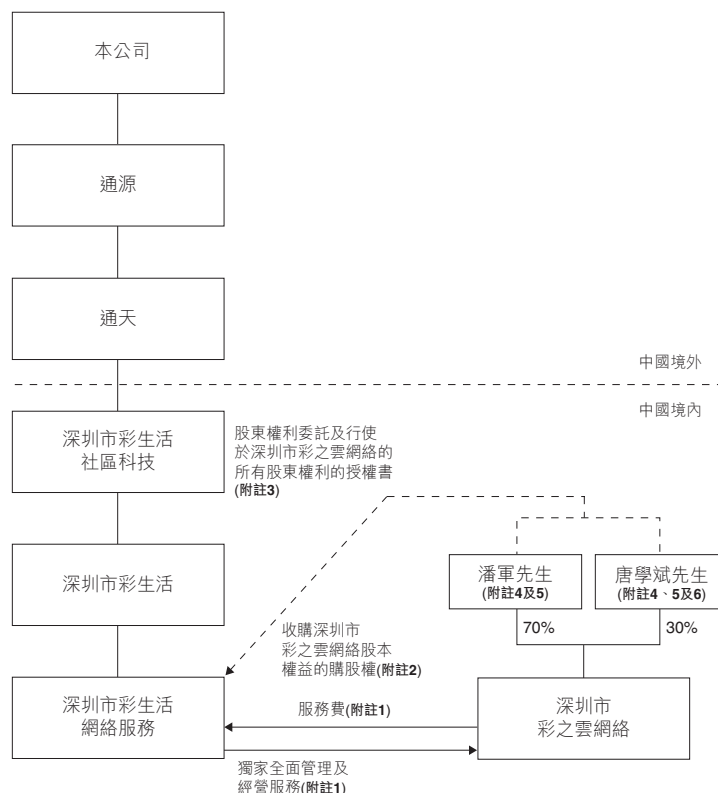 本公司
通源
通天
中國境外
中國境內
深圳市彩生活
社區科技
股東權利委託及行使
於深圳市彩之雲網絡的
所有股東權利的授權書
(附註3)
深圳市彩生活
潘軍先生
(附註4及5)
唐學斌先生
(附註4、5及6)
70%
30%
收購深圳市
彩之雲網絡股本
權益的購股權(附註2)
深圳市彩生活
網絡服務
服務費(附註1)
深圳市
彩之雲網絡
獨家全面管理及
經營服務(附註1)